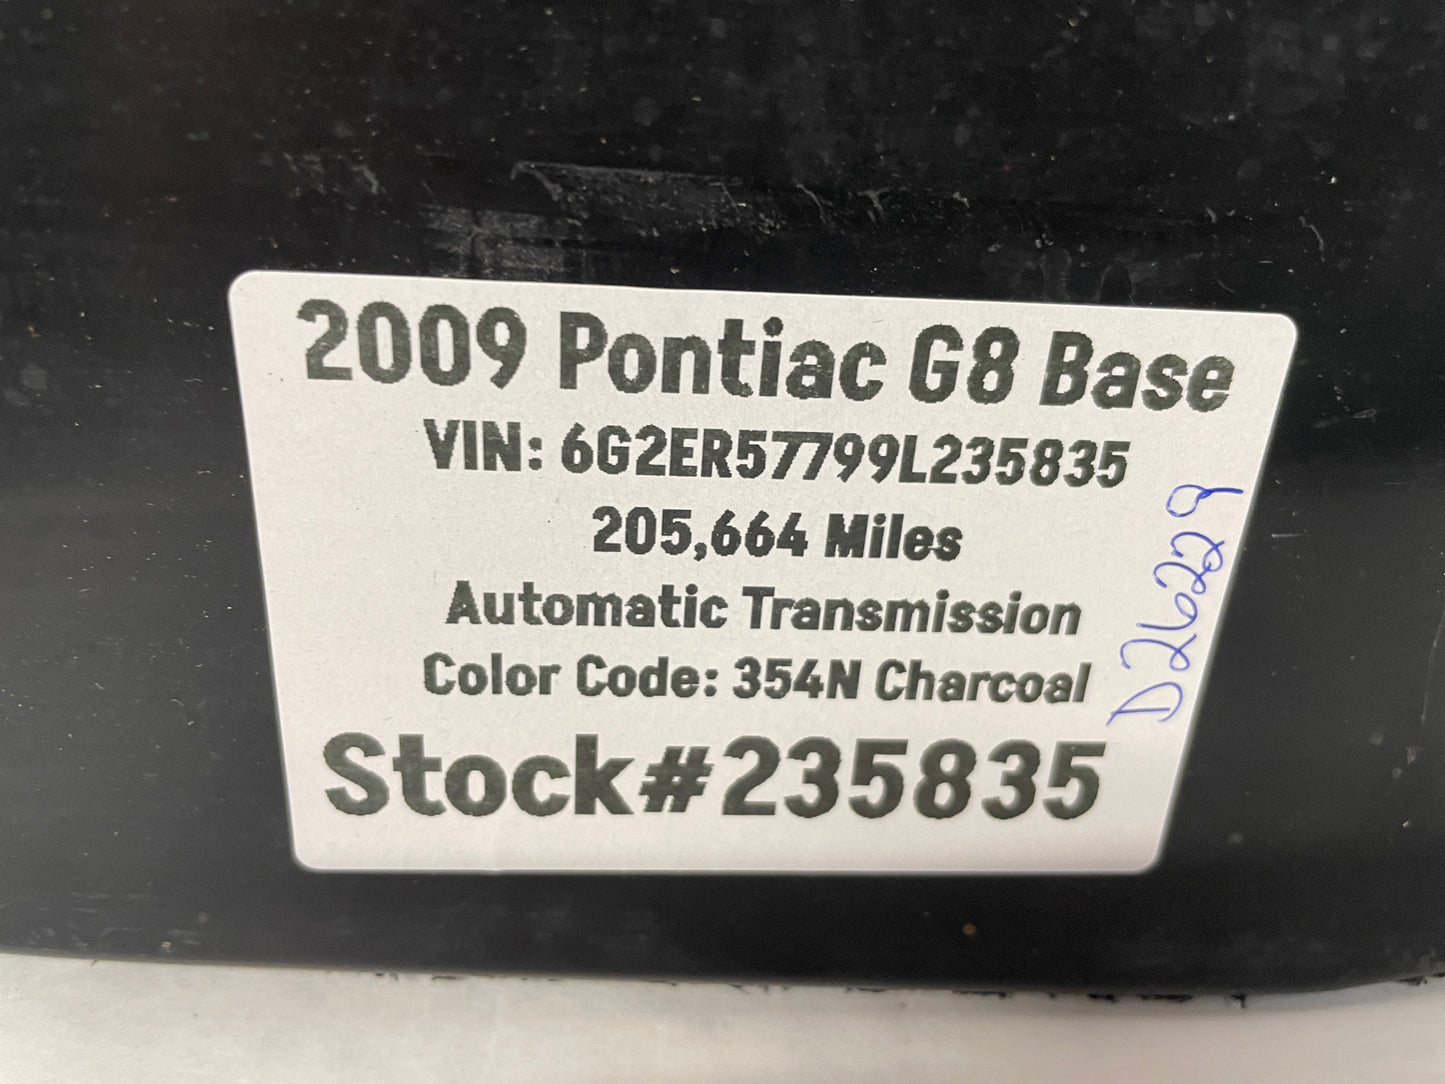 2009 Pontiac G8 Base
VIN: 6G2ER57799L235835
205,664 Miles
Automatic Transmission
Color Code: 354N Charcoal
Stock#235835
D26229